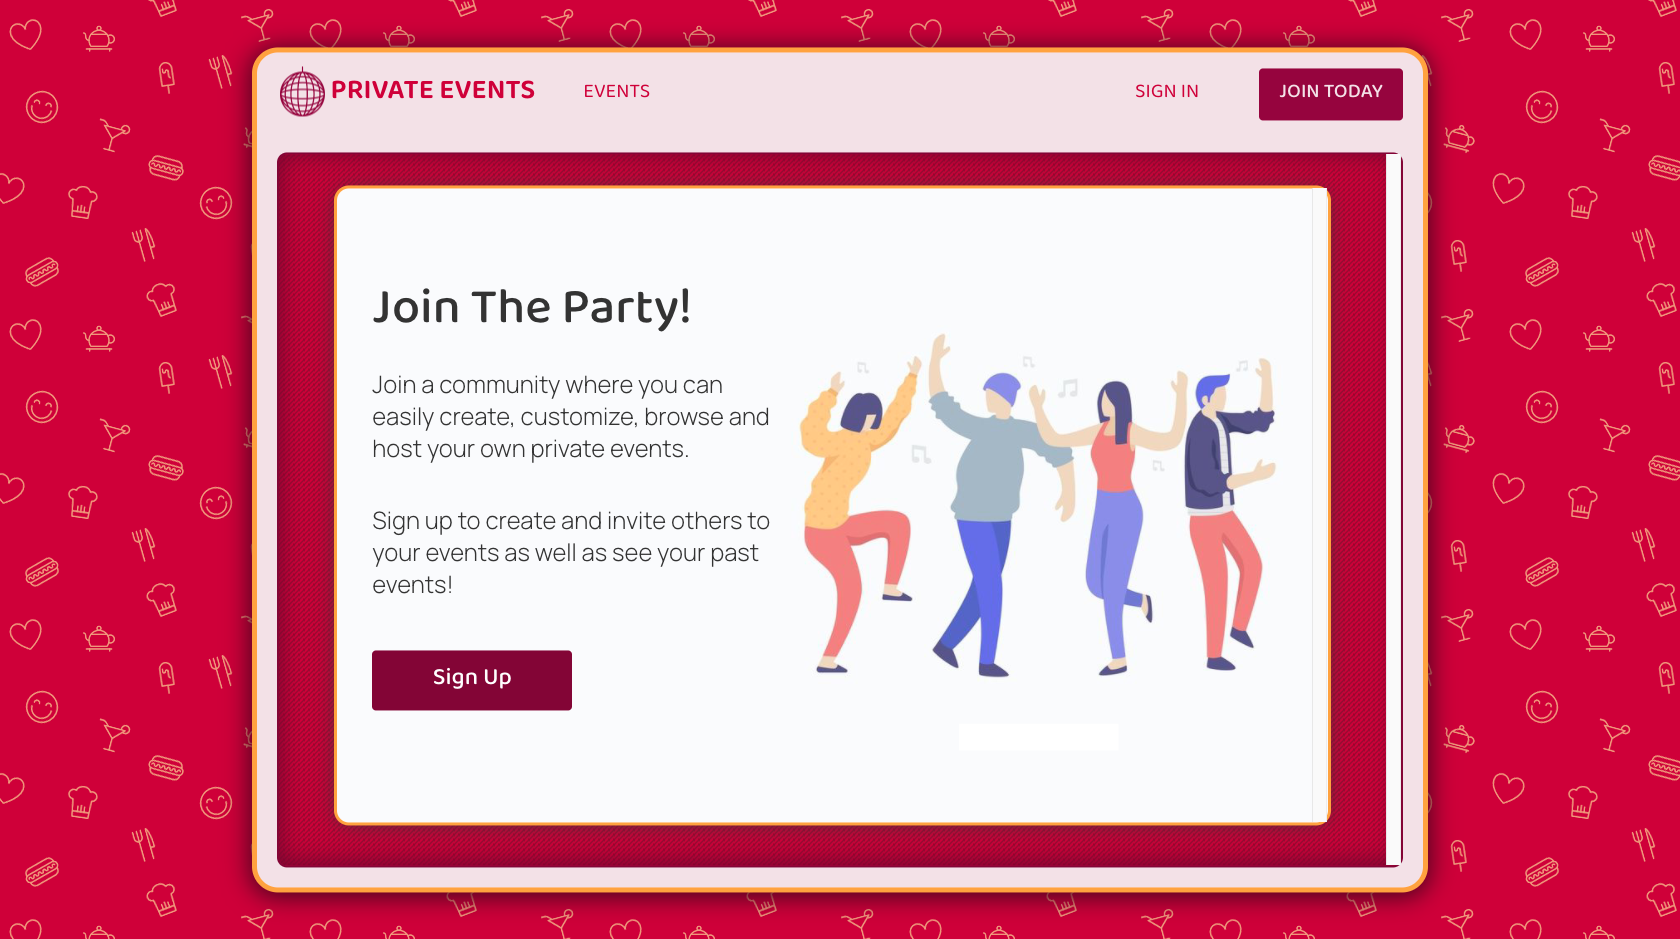 PRIVATE EVENTS
EVENTS
SIGN IN
JOIN TODAY
Join The Party!
Join a community where you can
easily create, customize, browse and
host your own private events.
Sign up to create and invite others to
your events as well as see your past
events!
Sign Up